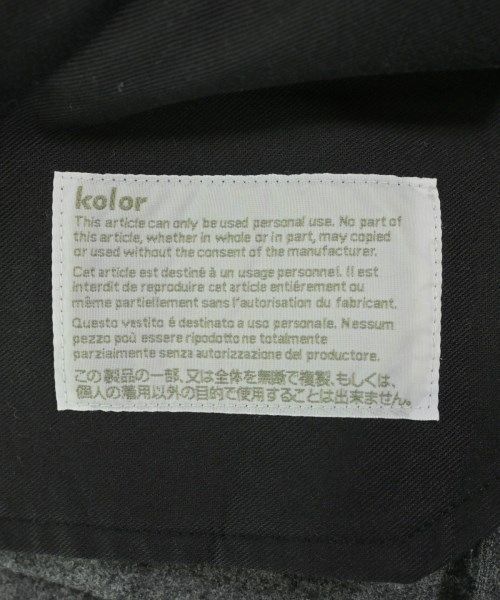 kolor
This article can only be used personal use. No part of
this article, whether in whole or in part, may copied
or used without the consent of the manufacturer.
Cet article est destiné à un usage personnel. Il est
interdit de reproduire cet article entiérement ou
même partiellement sans l'autorisation du fabricant.
Questo vestito é destinato a uso personale. Nessum
pezzo poù essere ripodotto ne totalmente
parzialmente senza autorizzazione del productore.
この製品の一部、又は全体を無断で複製、もしくは、
個人の着用以外の目的で使用することは出来ません。